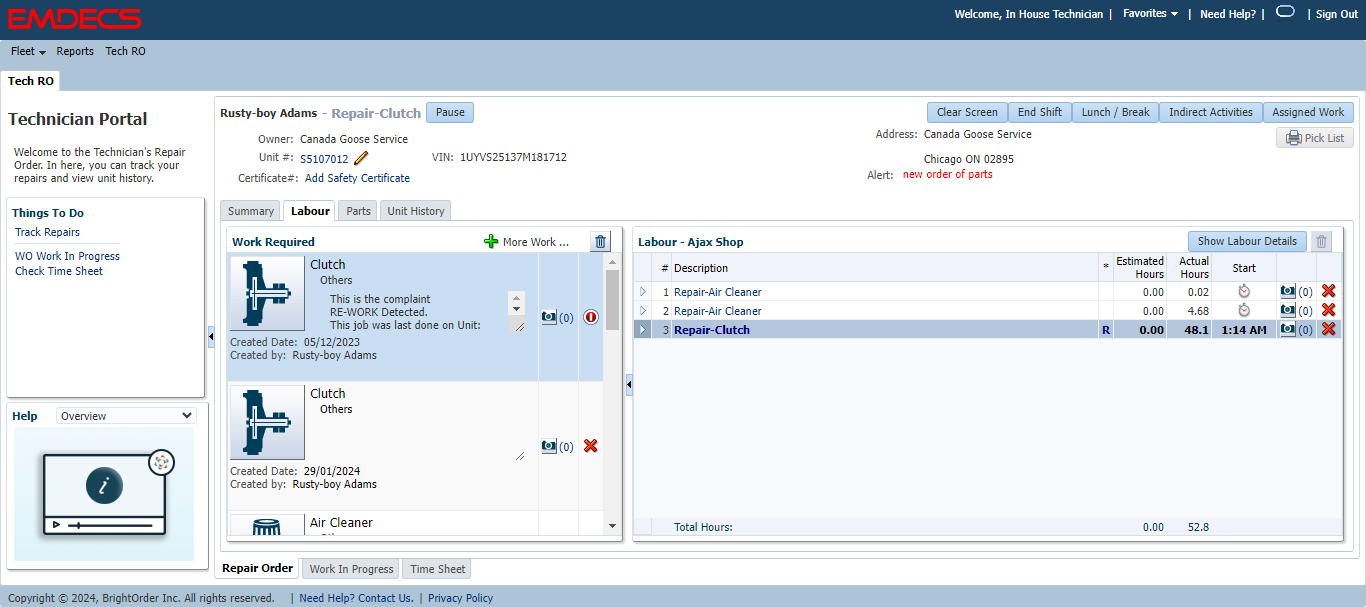 EMDECS
Welcome, In House Technician | Favorites | Need Help? | | Sign Out
Fleet Reports Tech RO
Tech RO
Technician Portal
Welcome to the Technician's Repair
Order. In here, you can track your
repairs and view unit history.
Things To Do
Track Repairs
WO Work In Progress
Check Time Sheet
Help Overview
i
Rusty-boy Adams - Repair-Clutch Pause
Clear Screen End Shift Lunch / Break Indirect Activities Assigned Work
Owner: Canada Goose Service
Unit #: S5107012 VIN: 1UYVS25137M181712
Certificate#: Add Safety Certificate
Address: Canada Goose Service
Pick List
Chicago ON 02895
Alert: new order of parts
Summary Labour Parts Unit History
Work Required More Work ...
Clutch
Others
This is the complaint
RE-WORK Detected.
This job was last done on Unit:
(0)
Created Date: 05/12/2023
Created by: Rusty-boy Adams
Clutch
Others
(0)
Created Date: 29/01/2024
Created by: Rusty-boy Adams
Air Cleaner
Labour - Ajax Shop Show Labour Details
# Description * Estimated Hours Actual Hours Start
1 Repair-Air Cleaner 0.00 0.02 (0)
2 Repair-Air Cleaner 0.00 4.68 (0)
3 Repair-Clutch R 0.00 48.1 1:14 AM (0)
Total Hours: 0.00 52.8
Repair Order Work In Progress Time Sheet
Copyright © 2024, BrightOrder Inc. All rights reserved. | Need Help? Contact Us. | Privacy Policy